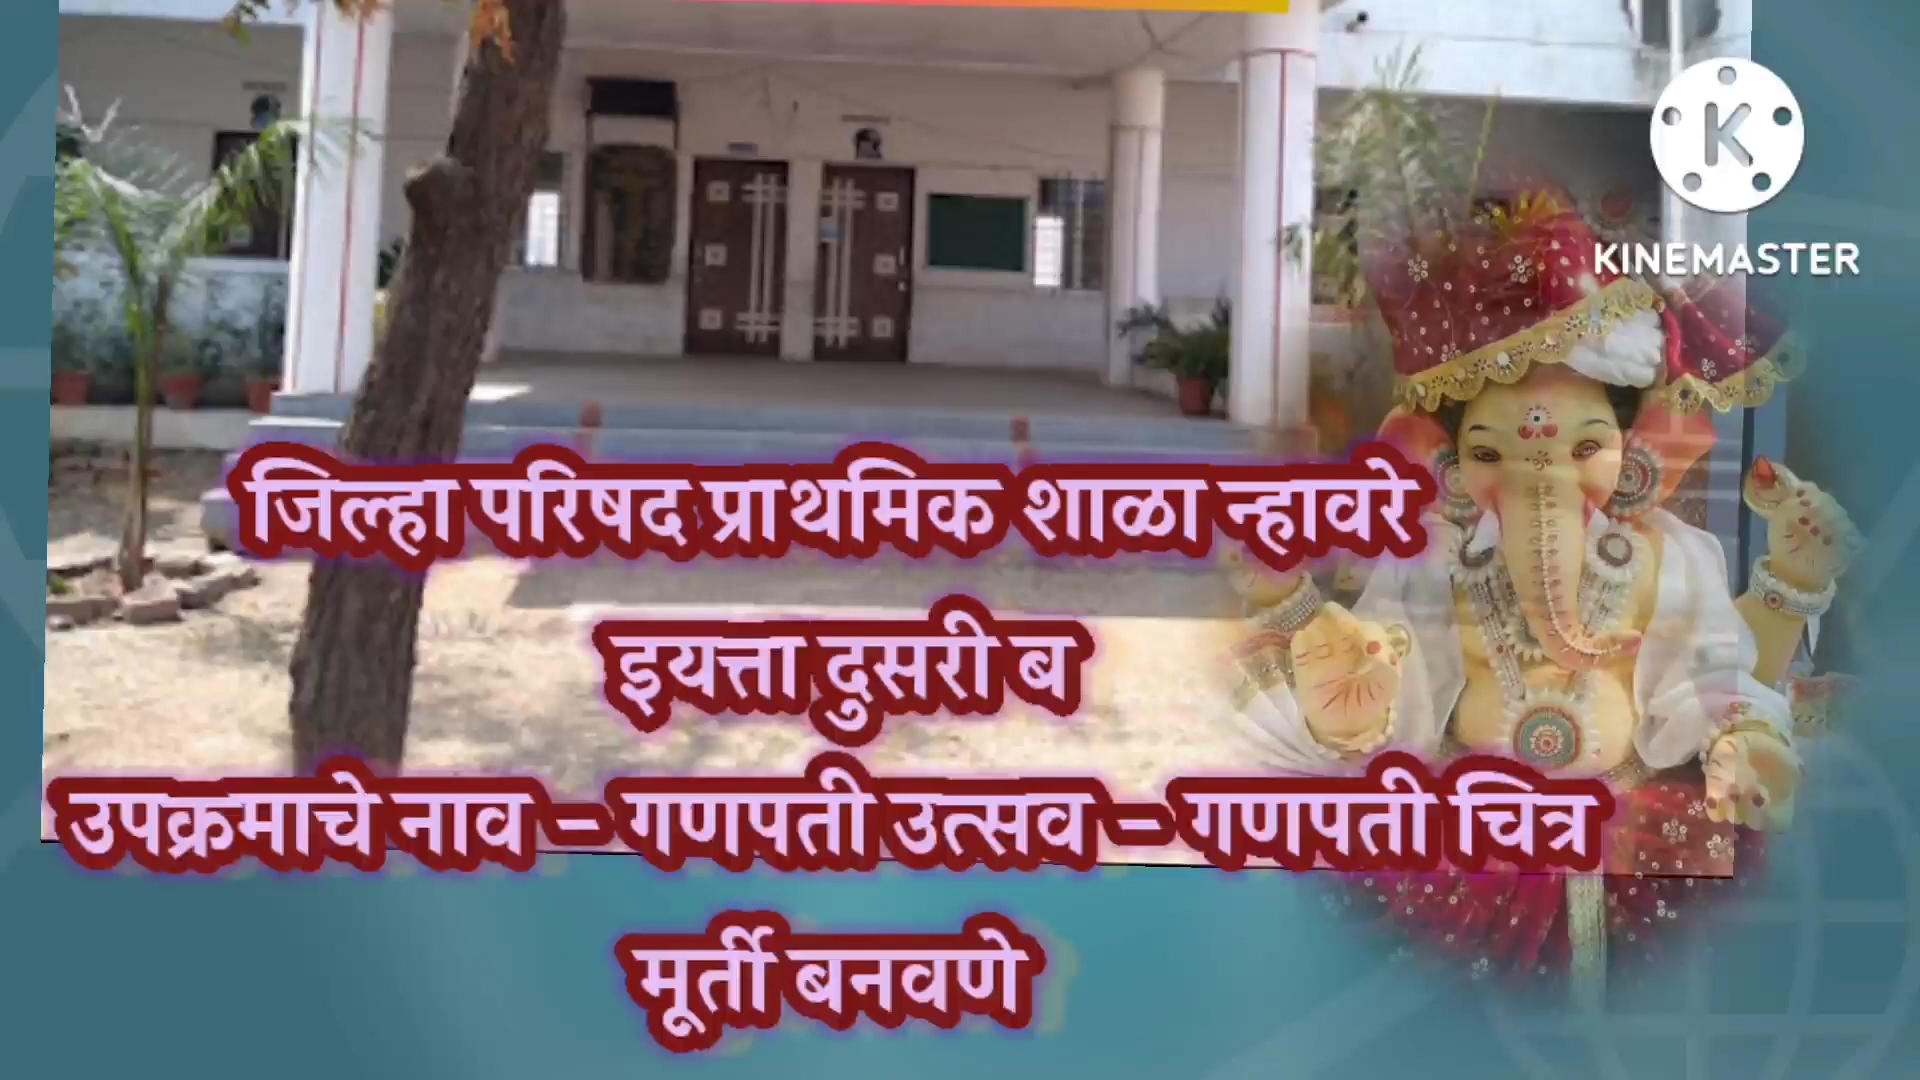 K
KINEMASTER
जिल्हा परिषद प्राथमिक शाळा न्हावरे
इयत्ता दुसरी ब
उपक्रमाचे नाव – गणपती उत्सव – गणपती चित्र
मूर्ती बनवणे